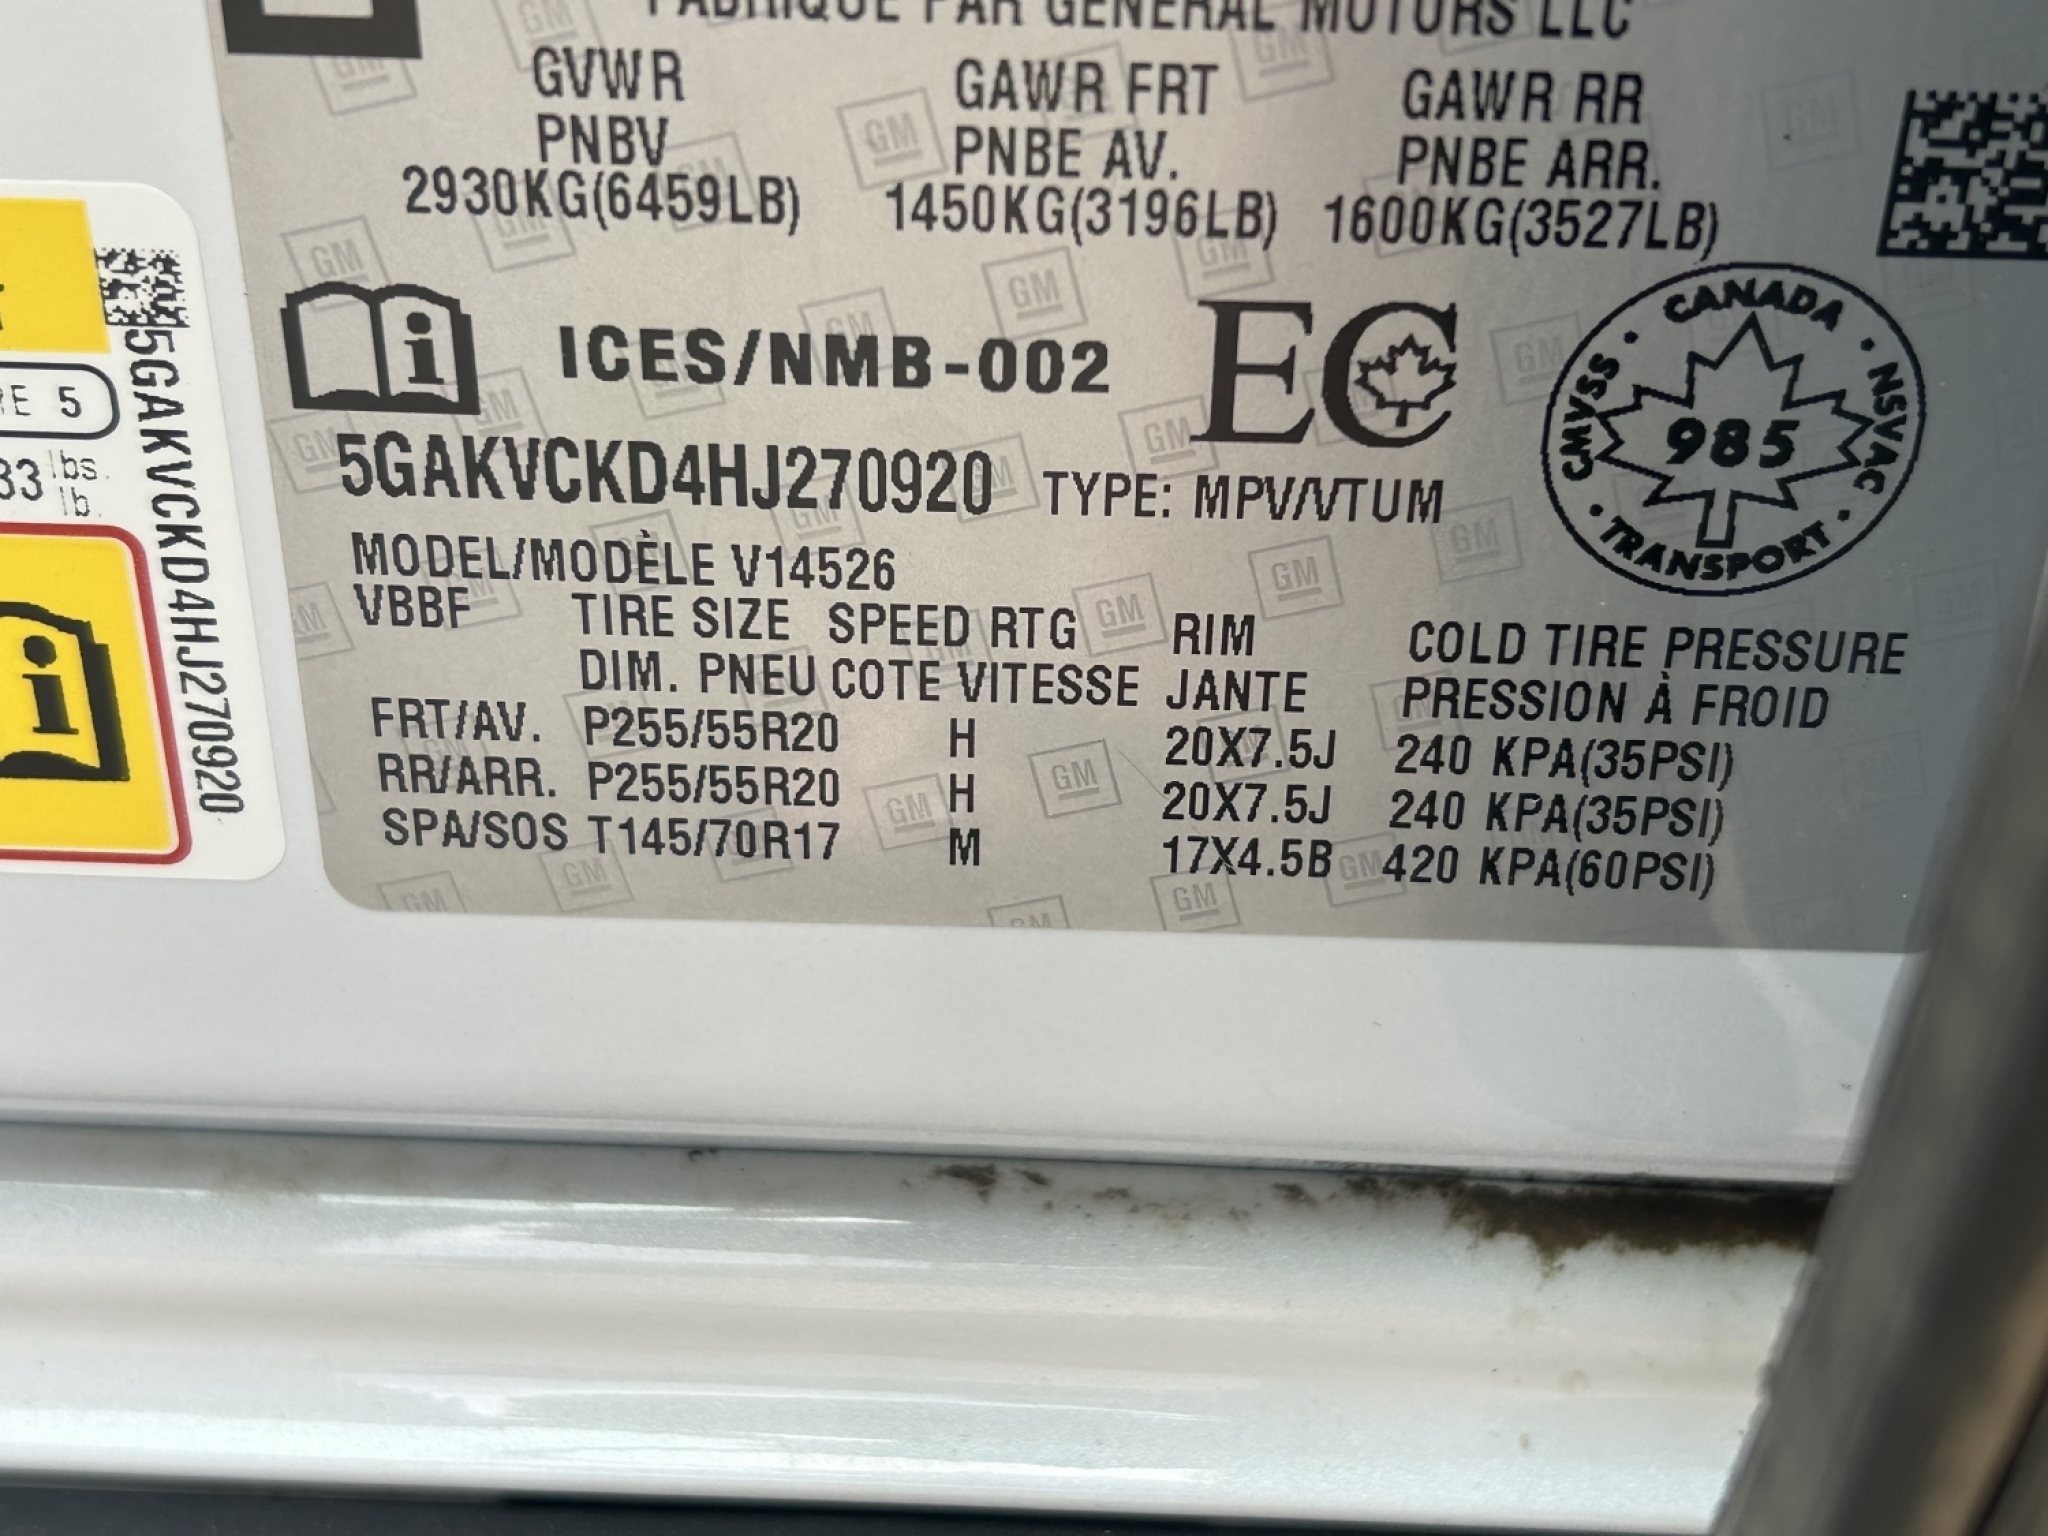 FABRIQUÉ PAR GENERAL MOTORS LLC
GVWR GAWR FRT GAWR RR
PNBV PNBE AV. PNBE ARR.
2930KG(6459LB) 1450KG(3196LB) 1600KG(3527LB)
ICES/NMB-002 EC
CANADA
CMVSS · NSVAC
985
TRANSPORT
5GAKVCKD4HJ270920 TYPE: MPV/VTUM
MODEL/MODÈLE V14526
VBBF TIRE SIZE SPEED RTG RIM COLD TIRE PRESSURE
DIM. PNEU COTE VITESSE JANTE PRESSION À FROID
FRT/AV. P255/55R20 H 20X7.5J 240 KPA(35PSI)
RR/ARR. P255/55R20 H 20X7.5J 240 KPA(35PSI)
SPA/SOS T145/70R17 M 17X4.5B 420 KPA(60PSI)
5GAKVCKD4HJ270920
5
33 lbs.
lb.
GM